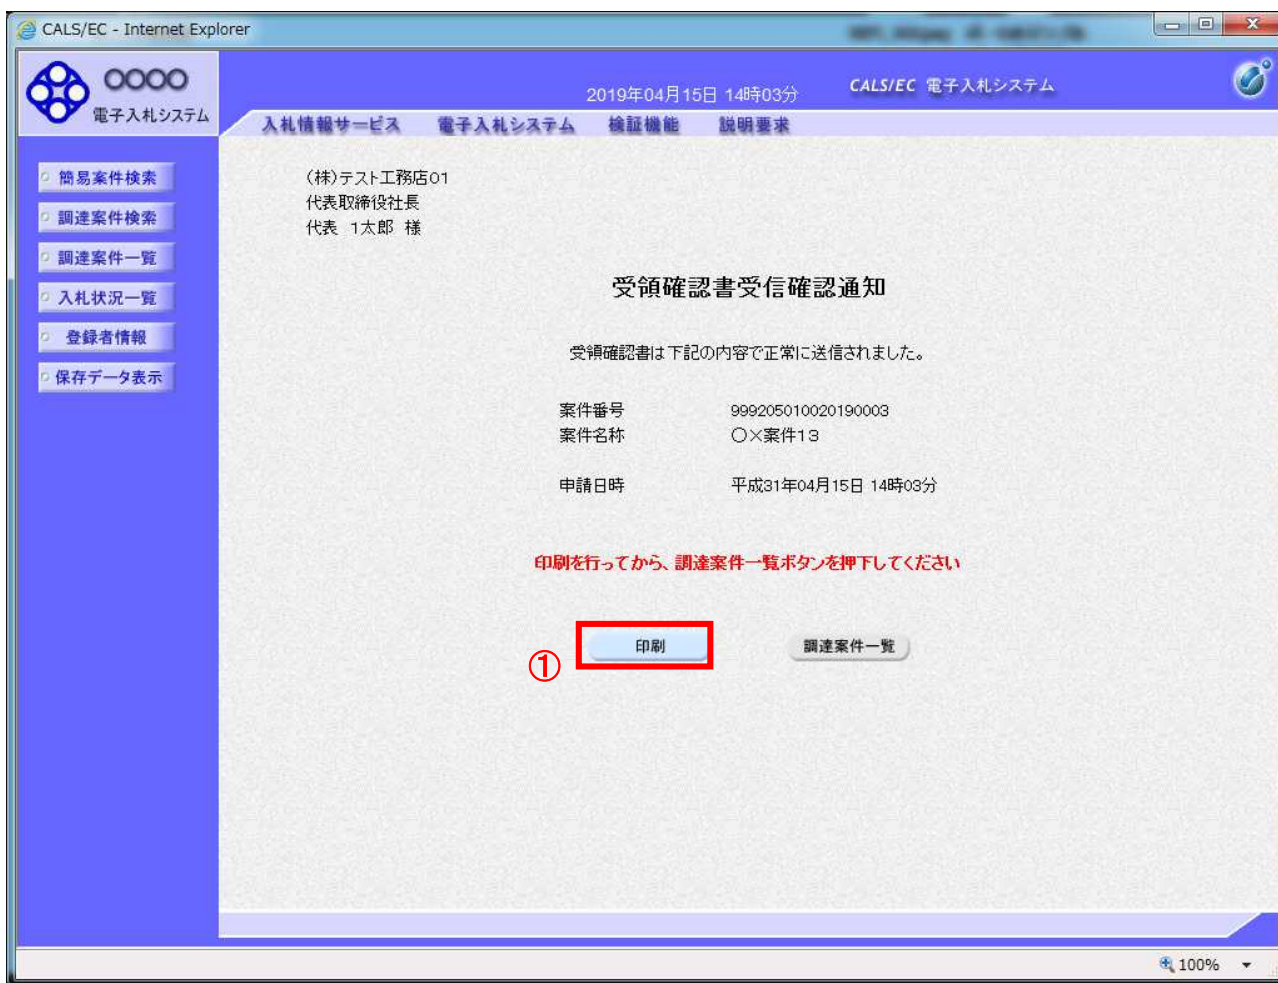 CALS/EC - Internet Explorer
○○○○
電子入札システム
2019年04月15日 14時03分
CALS/EC 電子入札システム
入札情報サービス 電子入札システム 検証機能 説明要求
簡易案件検索
調達案件検索
調達案件一覧
入札状況一覧
登録者情報
保存データ表示
(株)テスト工務店01
代表取締役社長
代表 1太郎 様
受領確認書受信確認通知
受領確認書は下記の内容で正常に送信されました。
案件番号 999205010020190003
案件名称 ○×案件13
申請日時 平成31年04月15日 14時03分
印刷を行ってから、調達案件一覧ボタンを押下してください
① 印刷 調達案件一覧
100%